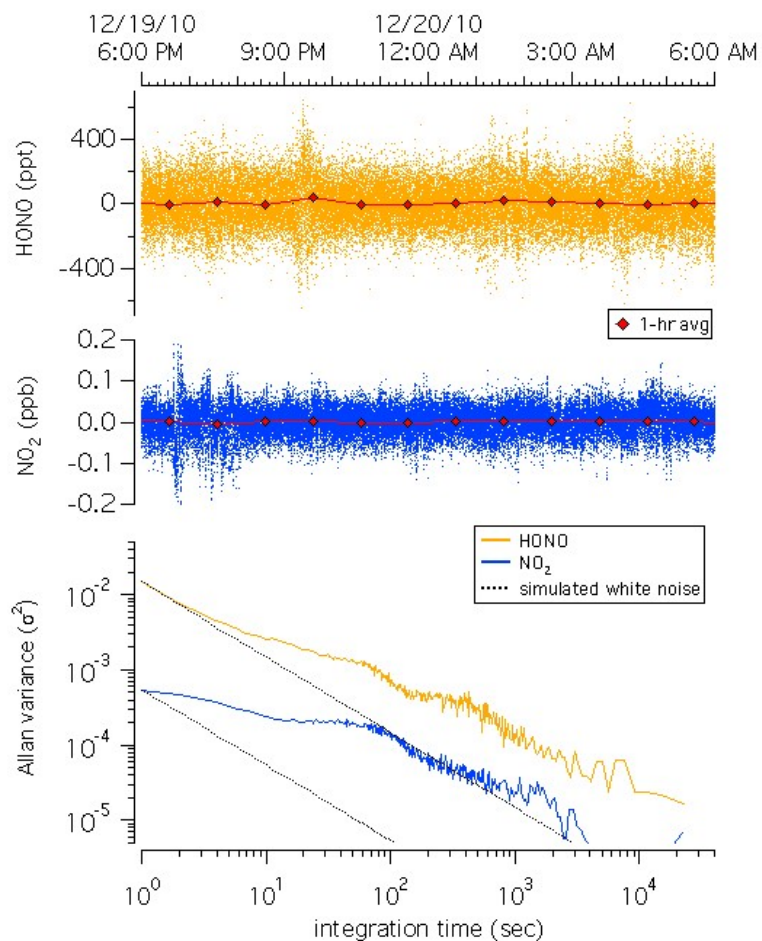 12/19/10 12/20/10
6:00 PM 9:00 PM 12:00 AM 3:00 AM 6:00 AM
HONO (ppt)
400
0
-400
1-hr avg
NO₂ (ppb)
0.2
0.1
0.0
-0.1
-0.2
HONO
NO₂
simulated white noise
Allan variance (σ²)
10⁻²
10⁻³
10⁻⁴
10⁻⁵
10⁰ 10¹ 10² 10³ 10⁴
integration time (sec)